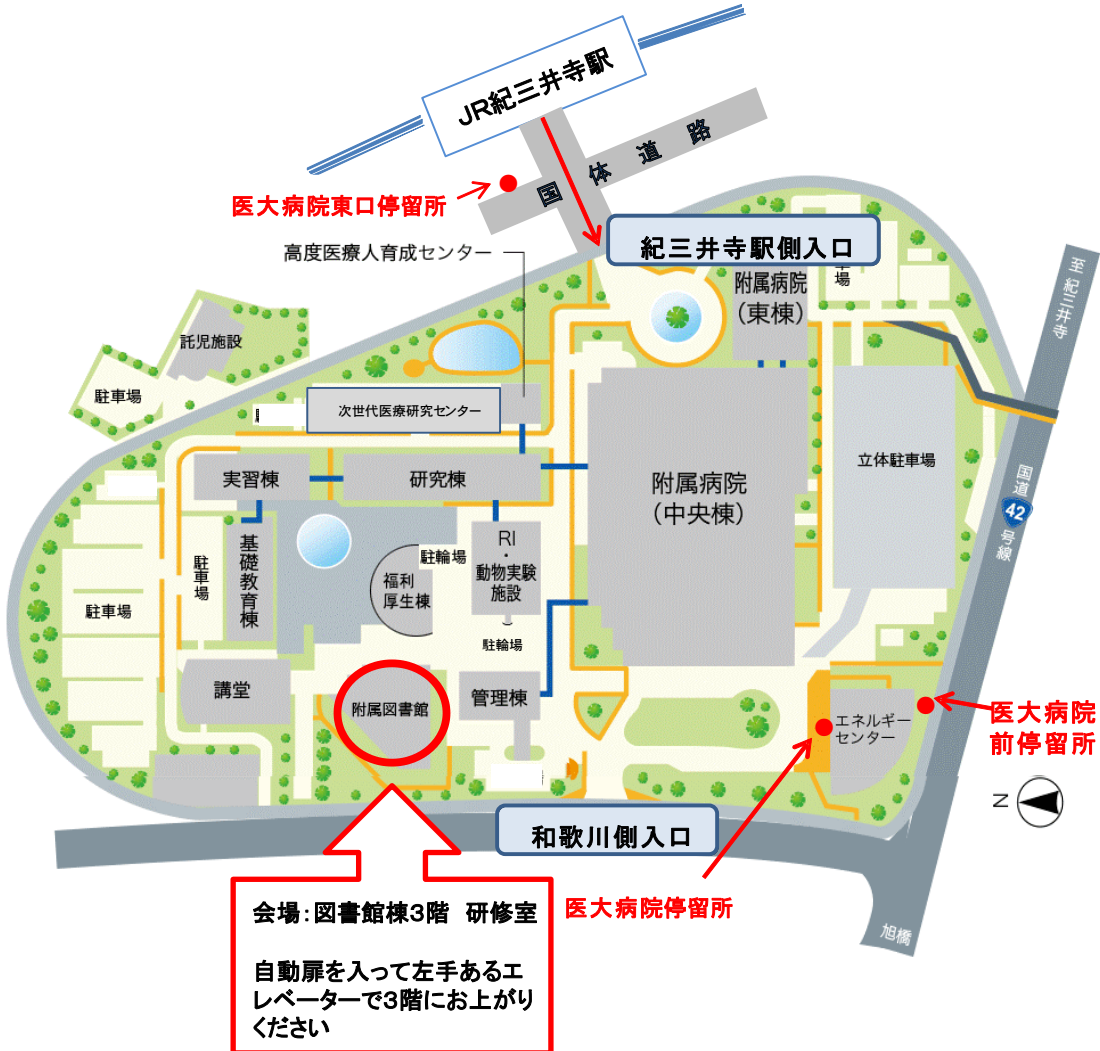 JR紀三井寺駅
国体道路
医大病院東口停留所
紀三井寺駅側入口
高度医療人育成センター
附属病院
(東棟)
車
場
至 紀三井寺
託児施設
駐車場
次世代医療研究センター
実習棟
研究棟
附属病院
(中央棟)
立体駐車場
国道
42
号線
基礎教育棟
駐車場
駐車場
福利
厚生棟
駐輪場
RI
・
動物実験
施設
駐輪場
講堂
附属図書館
管理棟
エネルギー
センター
医大病院
前停留所
N
和歌川側入口
医大病院停留所
旭橋
会場:図書館棟3階 研修室
自動扉を入って左手あるエ
レベーターで3階にお上がり
ください